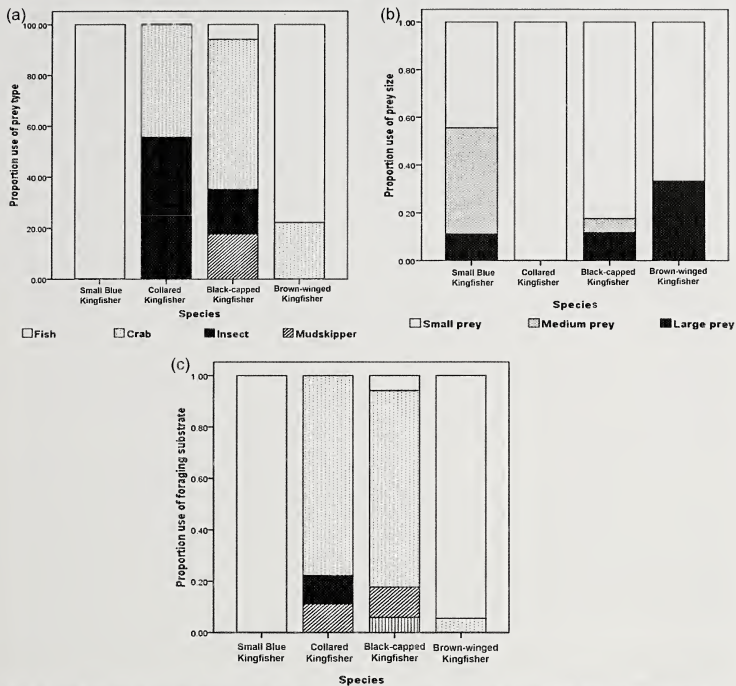 (a)
Proportion use of prey type
100.00
80.00
60.00
40.00
20.00
0.00
Small Blue Kingfisher
Collared Kingfisher
Black-capped Kingfisher
Brown-winged Kingfisher
Species
Fish Crab Insect Mudskipper
(b)
Proportion use of prey size
1.00
0.80
0.60
0.40
0.20
0.00
Small Blue Kingfisher
Collared Kingfisher
Black-capped Kingfisher
Brown-winged Kingfisher
Species
Small prey Medium prey Large prey
(c)
Proportion use of foraging substrate
1.00
0.80
0.60
0.40
0.20
0.00
Small Blue Kingfisher
Collared Kingfisher
Black-capped Kingfisher
Brown-winged Kingfisher
Species